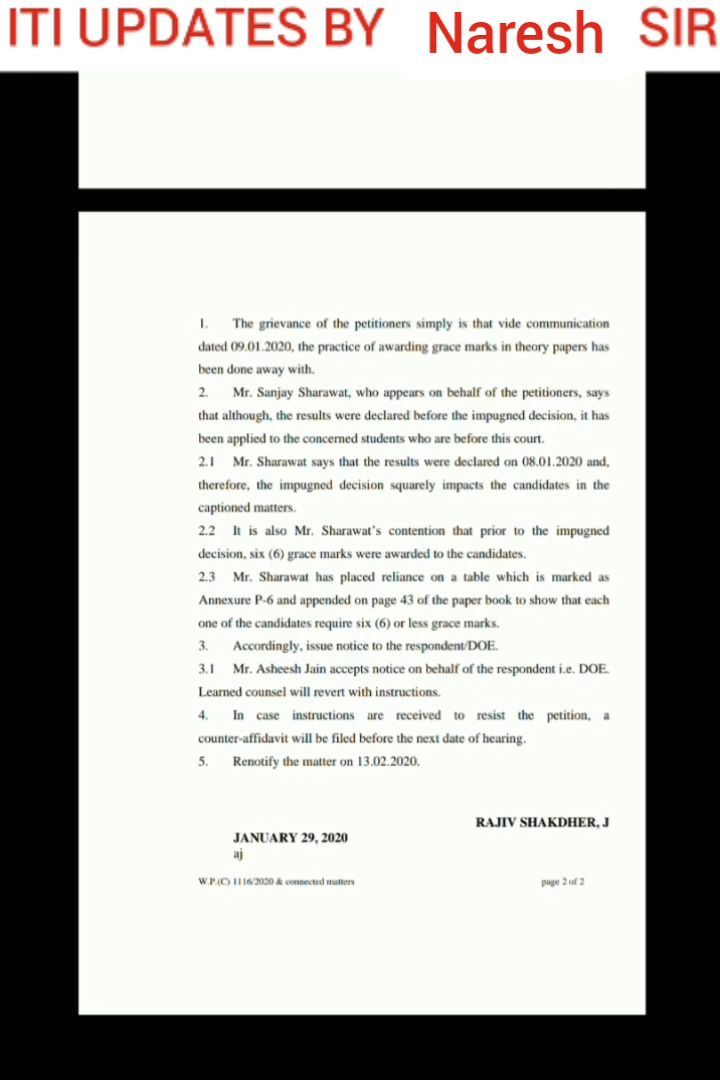 ITI UPDATES BY Naresh SIR
1. The grievance of the petitioners simply is that vide communication
dated 09.01.2020, the practice of awarding grace marks in theory papers has
been done away with.
2. Mr. Sanjay Sharawat, who appears on behalf of the petitioners, says
that although, the results were declared before the impugned decision, it has
been applied to the concerned students who are before this court.
2.1 Mr. Sharawat says that the results were declared on 08.01.2020 and,
therefore, the impugned decision squarely impacts the candidates in the
captioned matters.
2.2 It is also Mr. Sharawat's contention that prior to the impugned
decision, six (6) grace marks were awarded to the candidates.
2.3 Mr. Sharawat has placed reliance on a table which is marked as
Annexure P-6 and appended on page 43 of the paper book to show that each
one of the candidates require six (6) or less grace marks.
3. Accordingly, issue notice to the respondent/DOE.
3.1 Mr. Asheesh Jain accepts notice on behalf of the respondent i.e. DOE.
Learned counsel will revert with instructions.
4. In case instructions are received to resist the petition, a
counter-affidavit will be filed before the next date of hearing.
5. Renotify the matter on 13.02.2020.
RAJIV SHAKDHER, J
JANUARY 29, 2020
aj
W.P.(C) 1116/2020 & connected matters page 2 of 2